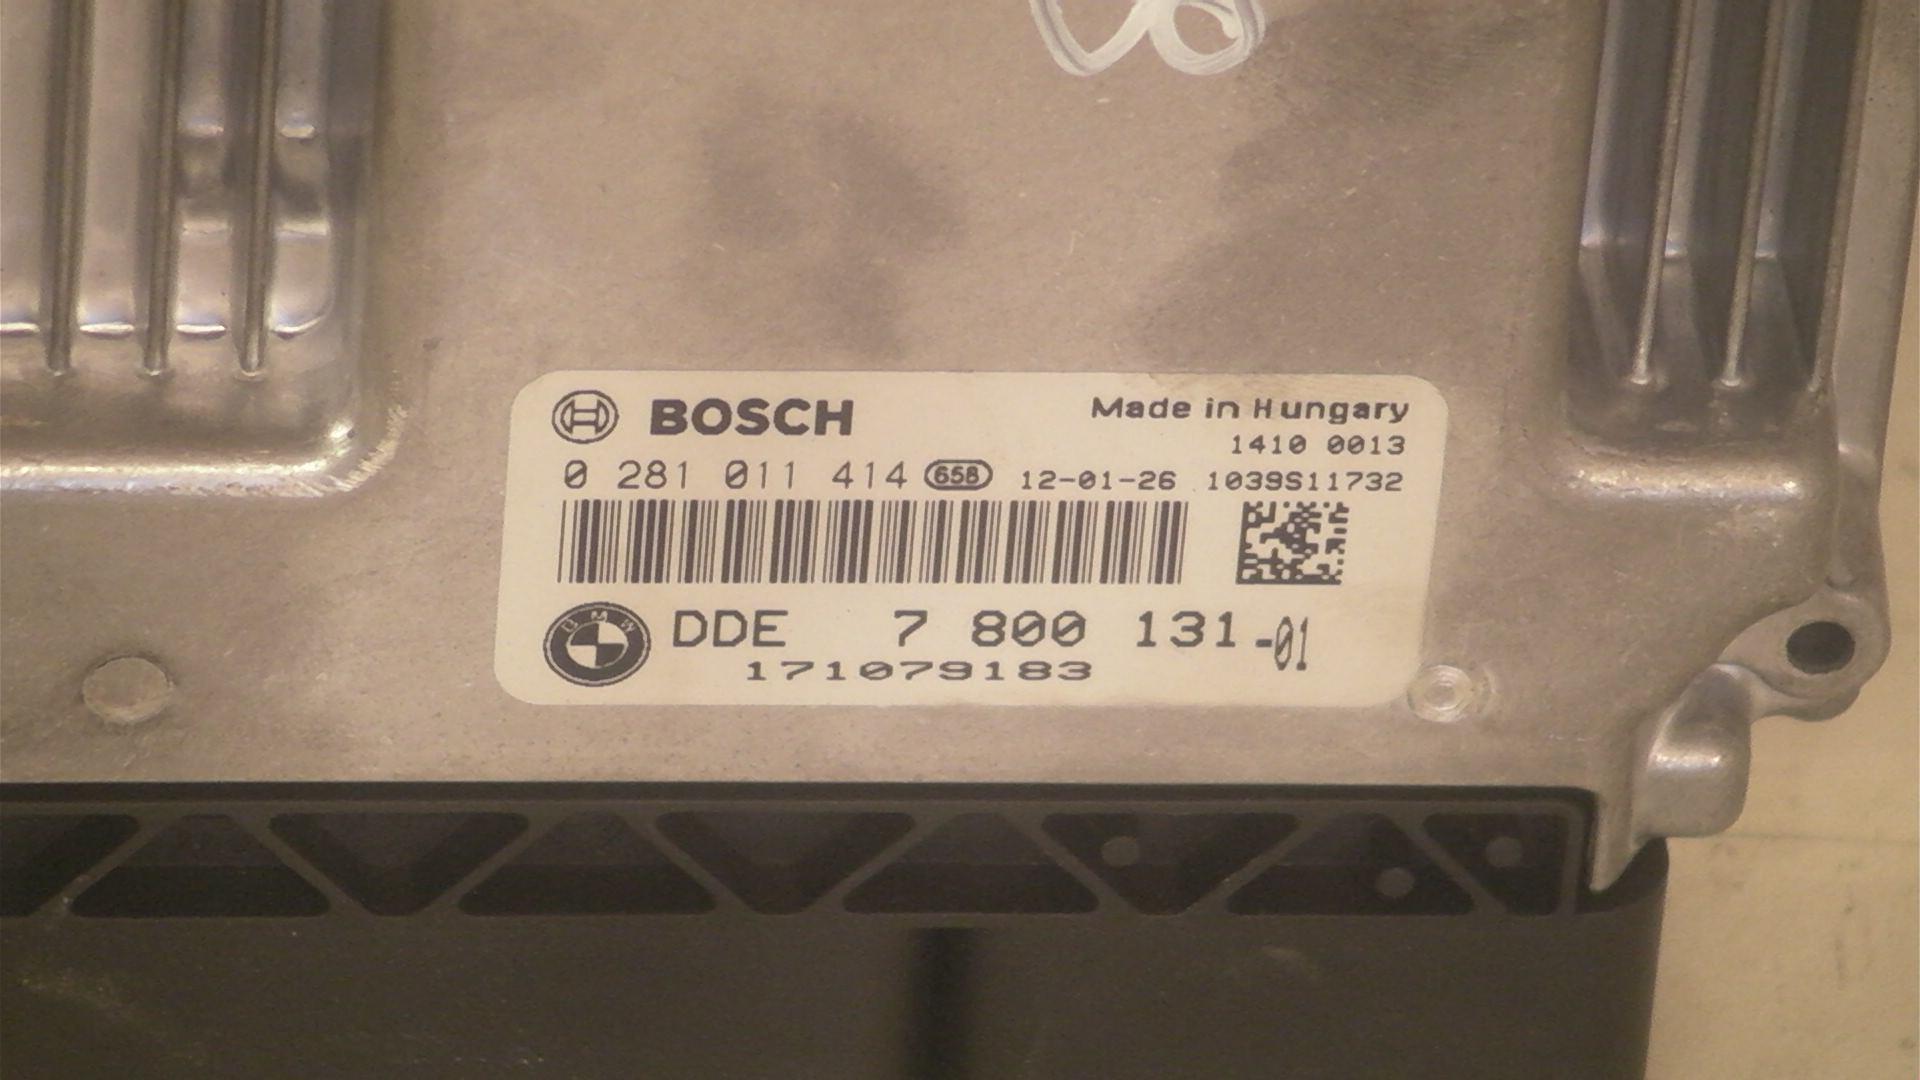 BOSCH
Made in Hungary
1410 0013
0 281 011 414 658 12-01-26 1039S11732
BMW
DDE 7 800 131-01
171079183